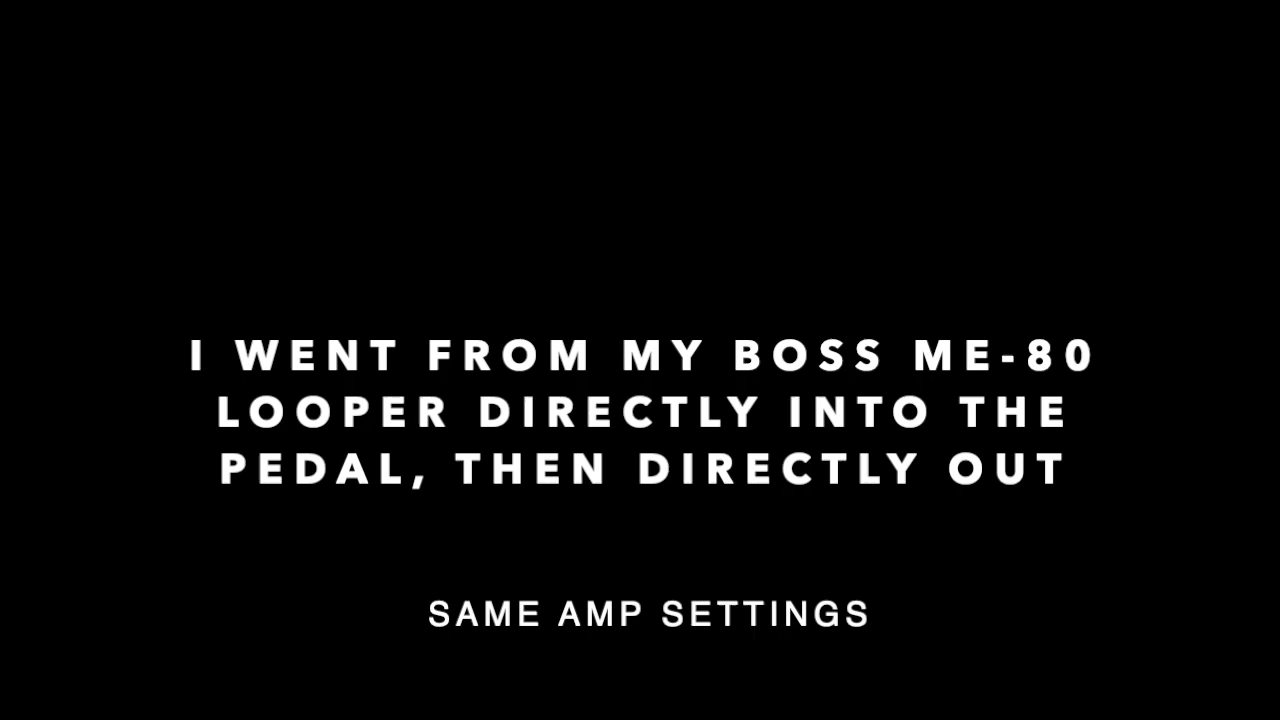 I WENT FROM MY BOSS ME-80
LOOPER DIRECTLY INTO THE
PEDAL, THEN DIRECTLY OUT
SAME AMP SETTINGS